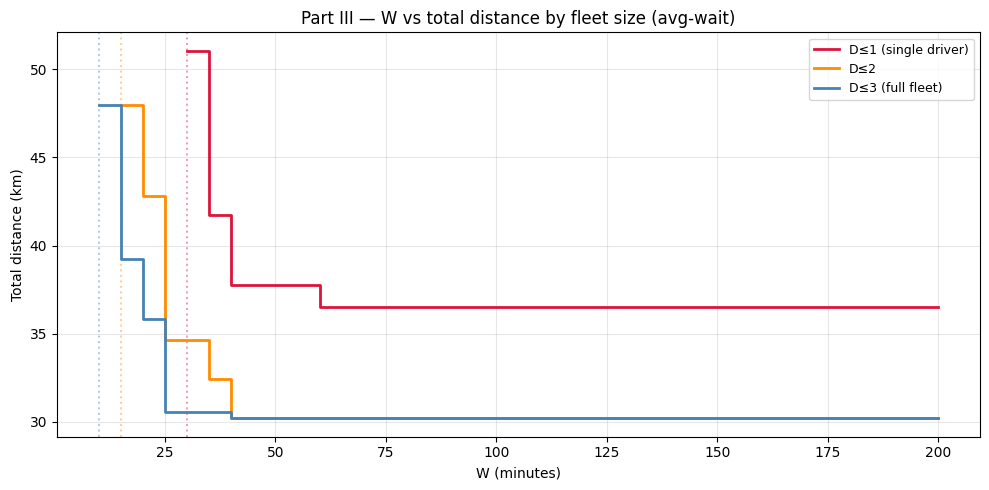 Part III — W vs total distance by fleet size (avg-wait)
D≤1 (single driver)
D≤2
D≤3 (full fleet)
Total distance (km)
50
45
40
35
30
25 50 75 100 125 150 175 200
W (minutes)